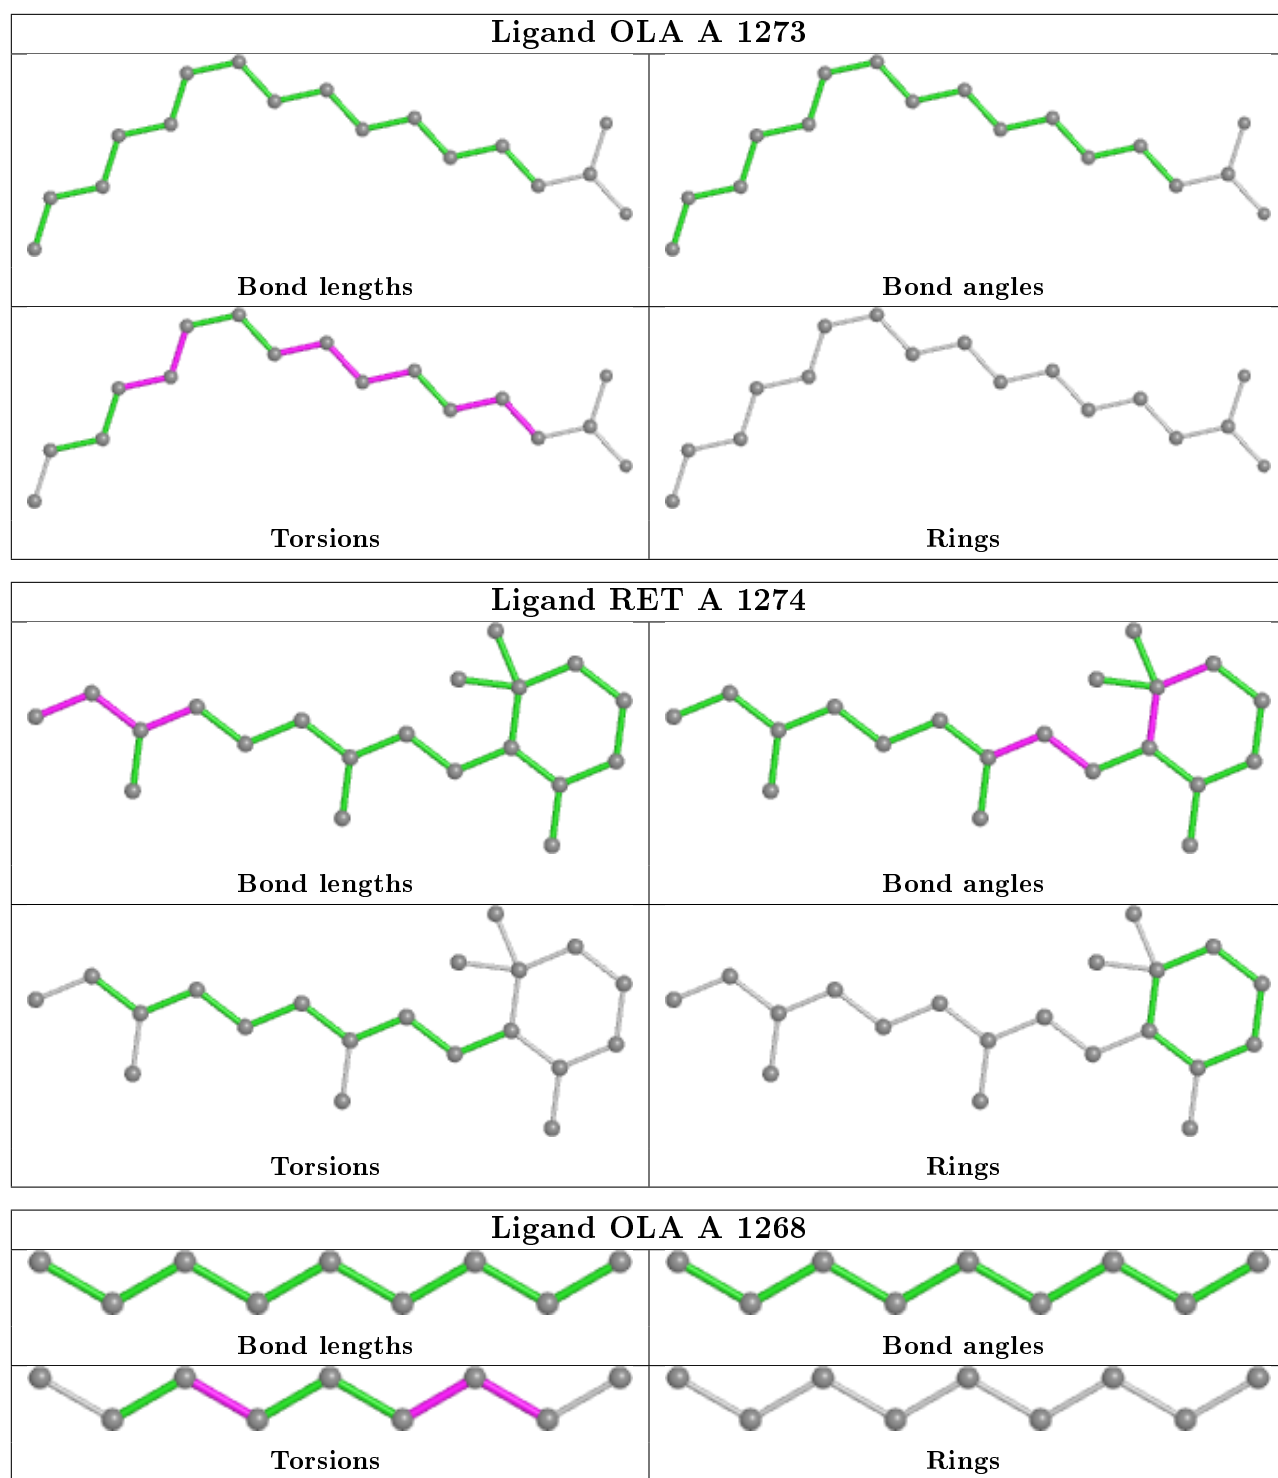 Ligand OLA A 1273
Bond lengths
Bond angles
Torsions
Rings
Ligand RET A 1274
Bond lengths
Bond angles
Torsions
Rings
Ligand OLA A 1268
Bond lengths
Bond angles
Torsions
Rings